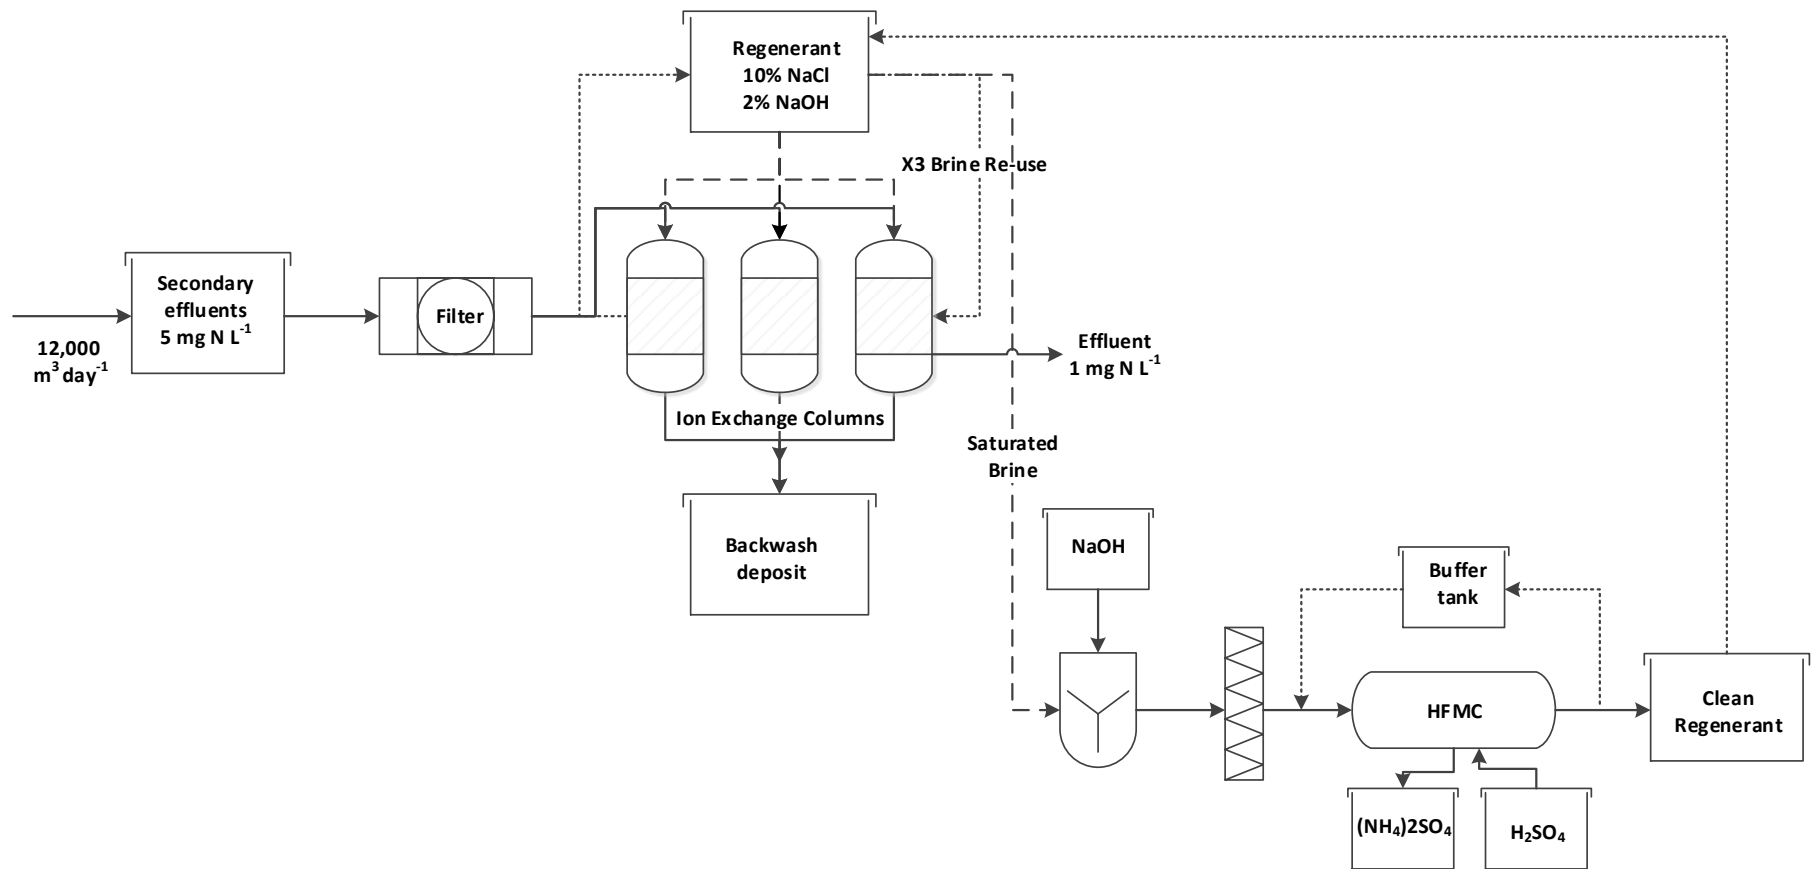 Regenerant
10% NaCl
2% NaOH
X3 Brine Re-use
Secondary
effluents
5 mg N L⁻¹
Filter
12,000
m³ day⁻¹
Effluent
1 mg N L⁻¹
Ion Exchange Columns
Saturated
Brine
Backwash
deposit
NaOH
Buffer
tank
HFMC
Clean
Regenerant
(NH₄)2SO₄
H₂SO₄